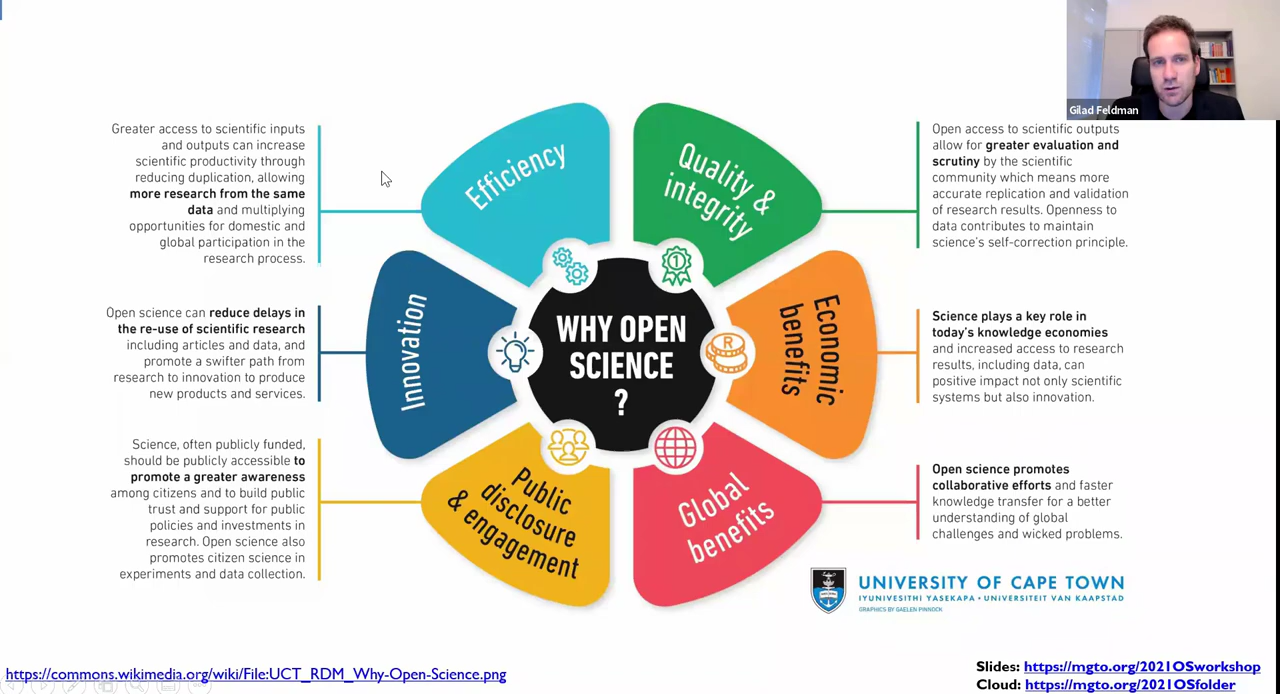 Gilad Feldman
Greater access to scientific inputs
and outputs can increase
scientific productivity through
reducing duplication, allowing
more research from the same
data and multiplying
opportunities for domestic and
global participation in the
research process.
Efficiency
Quality &
integrity
Open access to scientific outputs
allow for greater evaluation and
scrutiny by the scientific
community which means more
accurate replication and validation
of research results. Openness to
data contributes to maintain
science's self-correction principle.
Open science can reduce delays in
the re-use of scientific research
including articles and data, and
promote a swifter path from
research to innovation to produce
new products and services.
Innovation
1
R
WHY OPEN
SCIENCE
?
Economic
benefits
Science plays a key role in
today's knowledge economies
and increased access to research
results, including data, can
positive impact not only scientific
systems but also innovation.
Science, often publicly funded,
should be publicly accessible to
promote a greater awareness
among citizens and to build public
trust and support for public
policies and investments in
research. Open science also
promotes citizen science in
experiments and data collection.
Public
disclosure
& engagement
Global
benefits
Open science promotes
collaborative efforts and faster
knowledge transfer for a better
understanding of global
challenges and wicked problems.
UNIVERSITY OF CAPE TOWN
IYUNIVESITHI YASEKAPA • UNIVERSITEIT VAN KAAPSTAD
GRAPHICS BY GAELEN PINNOCK
https://commons.wikimedia.org/wiki/File:UCT_RDM_Why-Open-Science.png
Slides: https://mgto.org/2021OSworkshop
Cloud: https://mgto.org/2021OSfolder